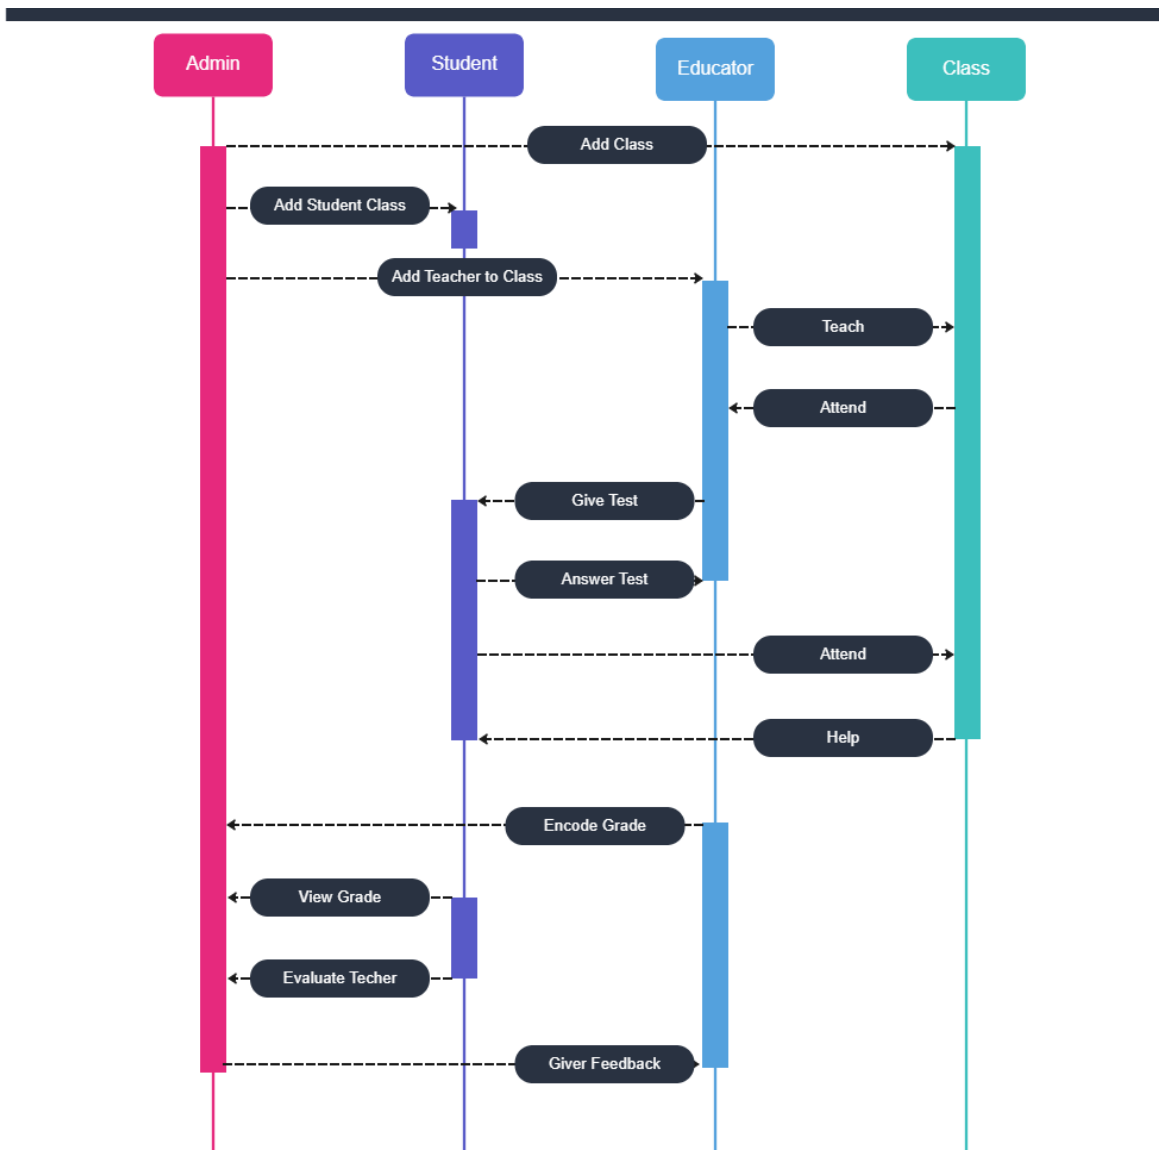 Admin
Student
Educator
Class
Add Class
Add Student Class
Add Teacher to Class
Teach
Attend
Give Test
Answer Test
Attend
Help
Encode Grade
View Grade
Evaluate Techer
Giver Feedback